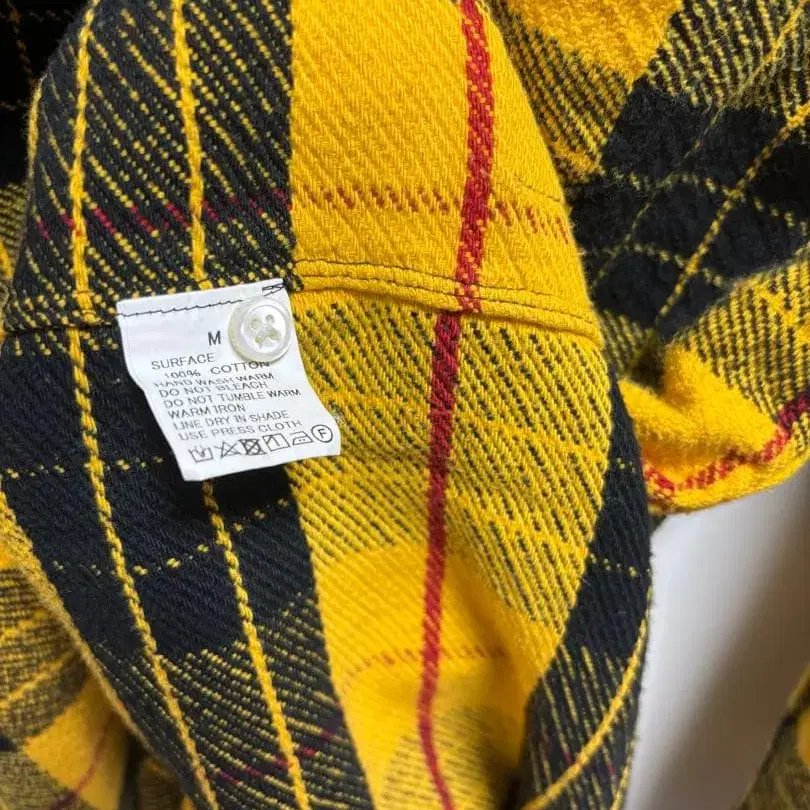 M
SURFACE
100% COTTON
HAND WASH WARM
DO NOT BLEACH
DO NOT TUMBLE WARM
WARM IRON
LINE DRY IN SHADE
USE PRESS CLOTH
F